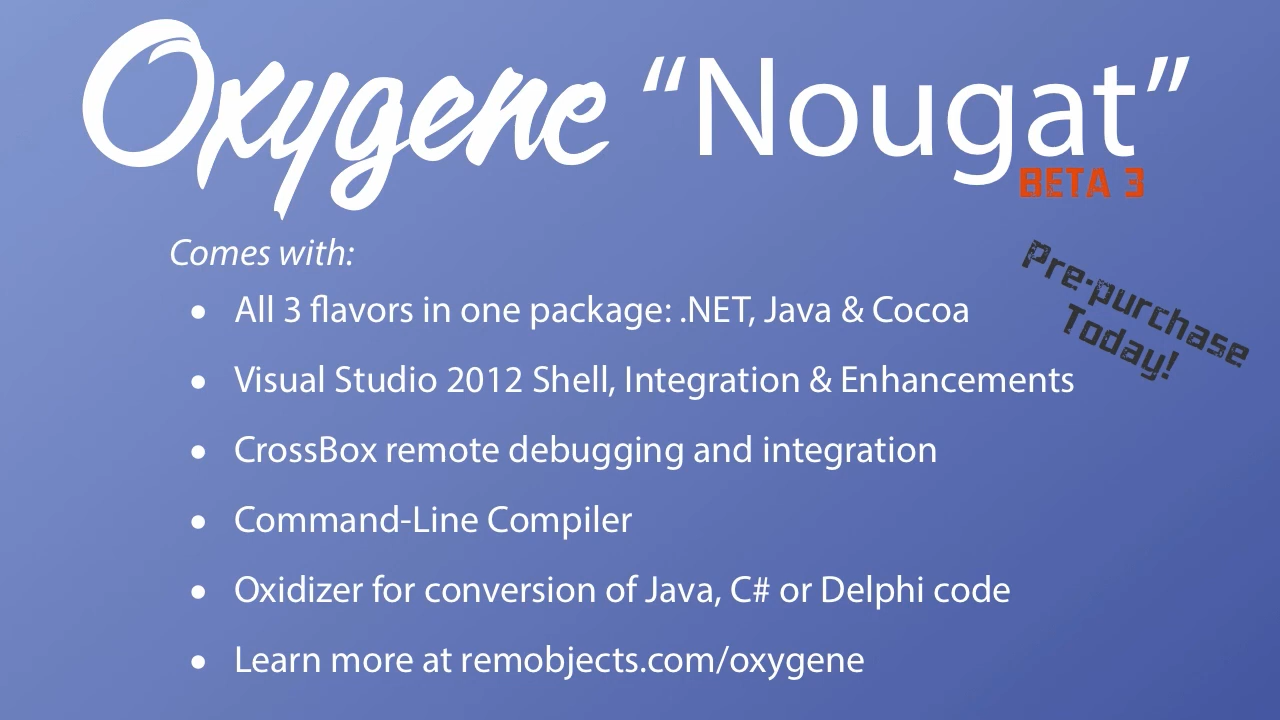 Oxygene “Nougat”
BETA 3
Comes with:
Pre-purchase
Today!
• All 3 flavors in one package: .NET, Java & Cocoa
• Visual Studio 2012 Shell, Integration & Enhancements
• CrossBox remote debugging and integration
• Command-Line Compiler
• Oxidizer for conversion of Java, C# or Delphi code
• Learn more at remobjects.com/oxygene